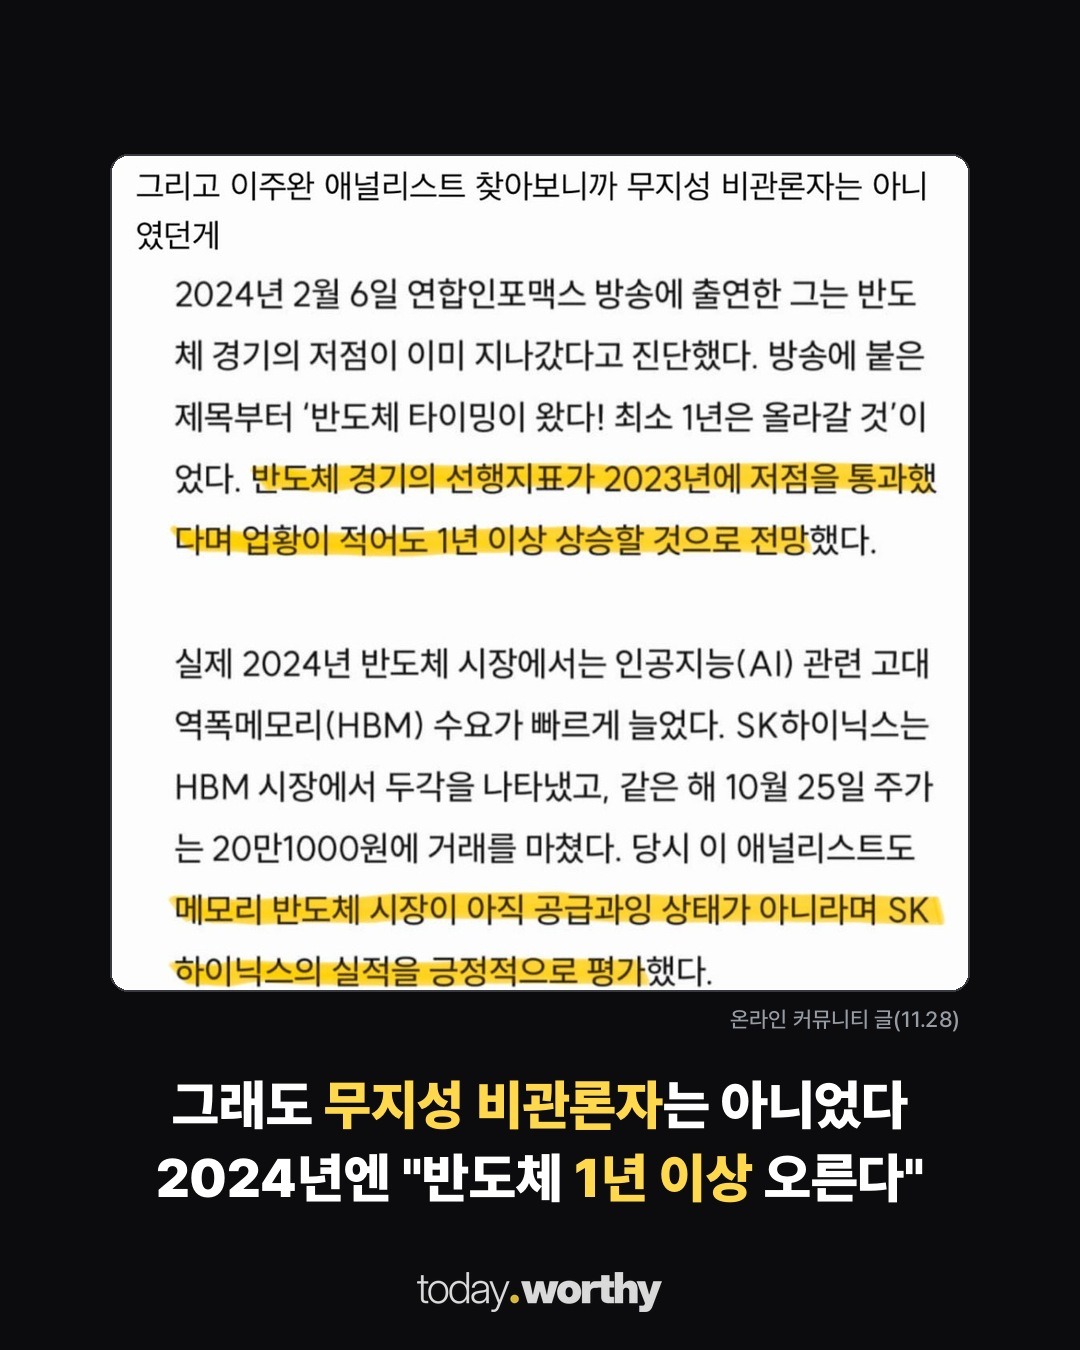 그리고 이주완 애널리스트 찾아보니까 무지성 비관론자는 아니
였던게
2024년 2월 6일 연합인포맥스 방송에 출연한 그는 반도
체 경기의 저점이 이미 지나갔다고 진단했다. 방송에 붙은
제목부터 ‘반도체 타이밍이 왔다! 최소 1년은 올라갈 것’이
었다. 반도체 경기의 선행지표가 2023년에 저점을 통과했
다며 업황이 적어도 1년 이상 상승할 것으로 전망했다.
실제 2024년 반도체 시장에서는 인공지능(AI) 관련 고대
역폭메모리(HBM) 수요가 빠르게 늘었다. SK하이닉스는
HBM 시장에서 두각을 나타냈고, 같은 해 10월 25일 주가
는 20만1000원에 거래를 마쳤다. 당시 이 애널리스트도
메모리 반도체 시장이 아직 공급과잉 상태가 아니라며 SK
하이닉스의 실적을 긍정적으로 평가했다.
온라인 커뮤니티 글(11.28)
그래도 무지성 비관론자는 아니었다
2024년엔 "반도체 1년 이상 오른다"
today.worthy